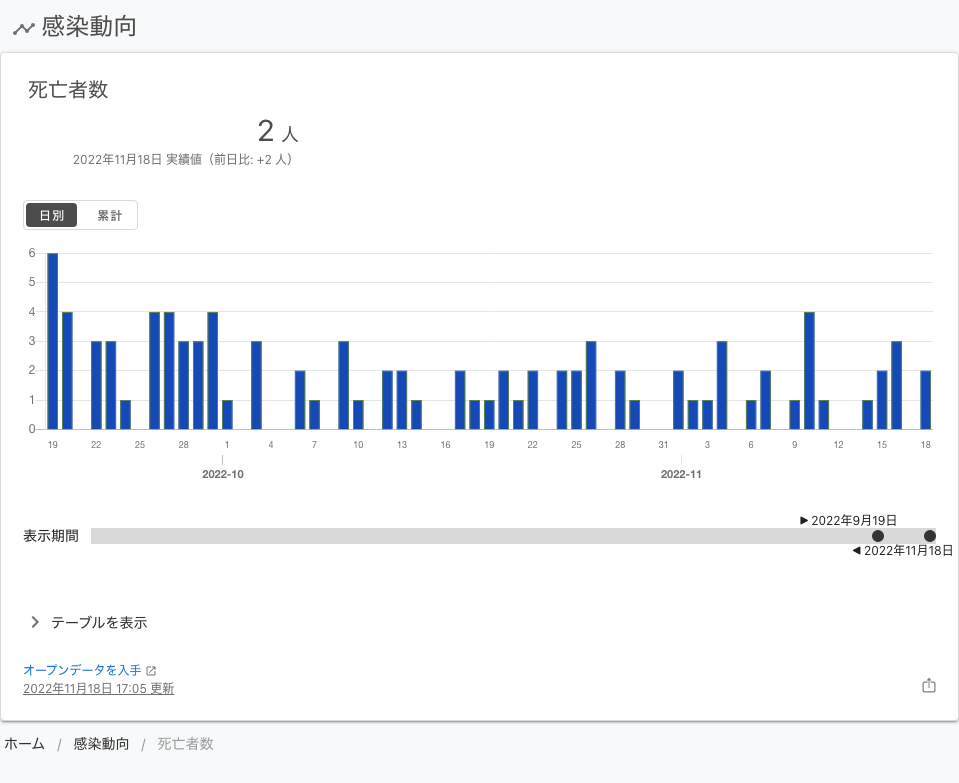 感染動向
死亡者数
2 人
2022年11月18日 実績値（前日比: +2 人）
日別 累計
6
5
4
3
2
1
0
19 22 25 28 1 4 7 10 13 16 19 22 25 28 31 3 6 9 12 15 18
2022-10 2022-11
2022年9月19日
表示期間
2022年11月18日
テーブルを表示
オープンデータを入手
2022年11月18日 17:05 更新
ホーム / 感染動向 / 死亡者数